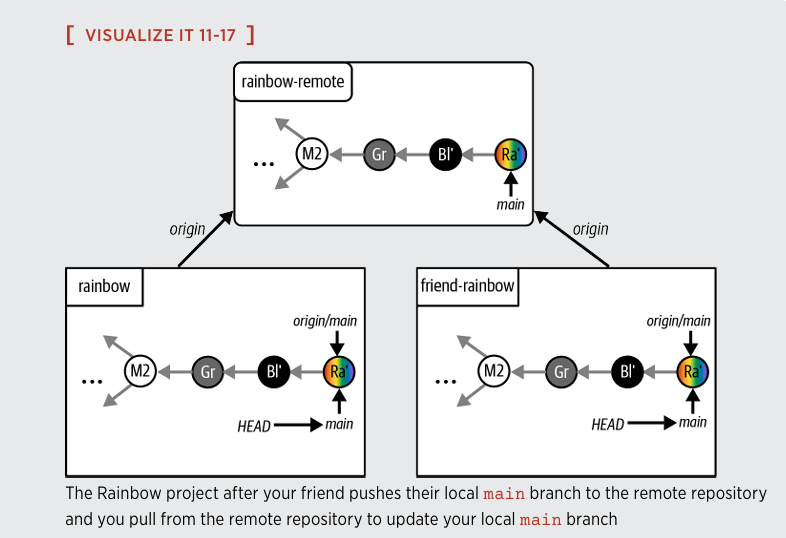 [ VISUALIZE IT 11-17 ]
rainbow-remote
... M2 Gr Bl' Ra'
main
origin origin
rainbow
origin/main
... M2 Gr Bl' Ra'
HEAD main
friend-rainbow
origin/main
... M2 Gr Bl' Ra'
HEAD main
The Rainbow project after your friend pushes their local main branch to the remote repository
and you pull from the remote repository to update your local main branch